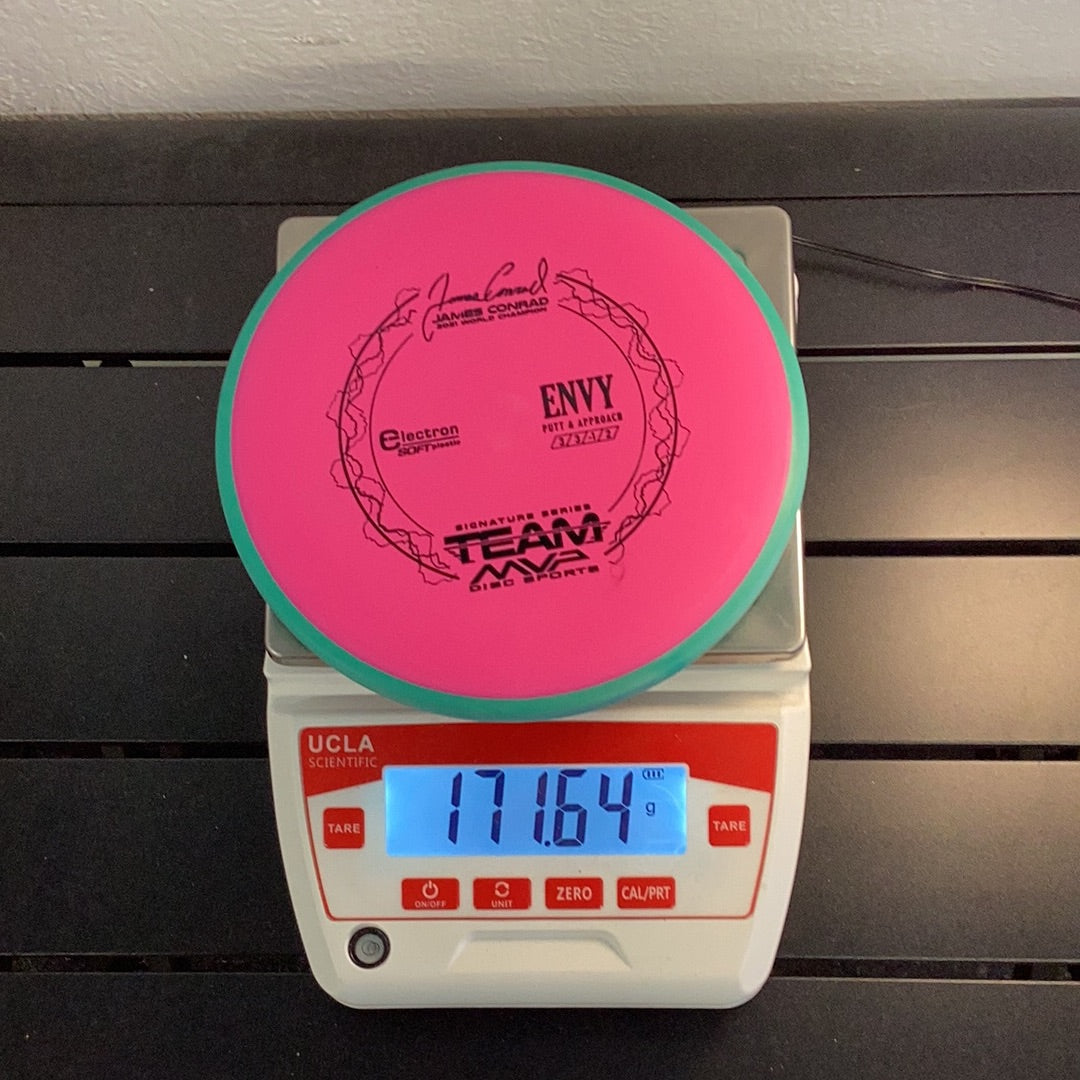 James Conrad
JAMES CONRAD
2021 WORLD CHAMPION
ENVY
PUTT & APPROACH
3/3/-1/2
electron
SOFT plastic
SIGNATURE SERIES
TEAM
MVP
DISC SPORTS
UCLA
SCIENTIFIC
171.64 g
TARE
TARE
ON/OFF
UNIT
ZERO
CAL/PRT